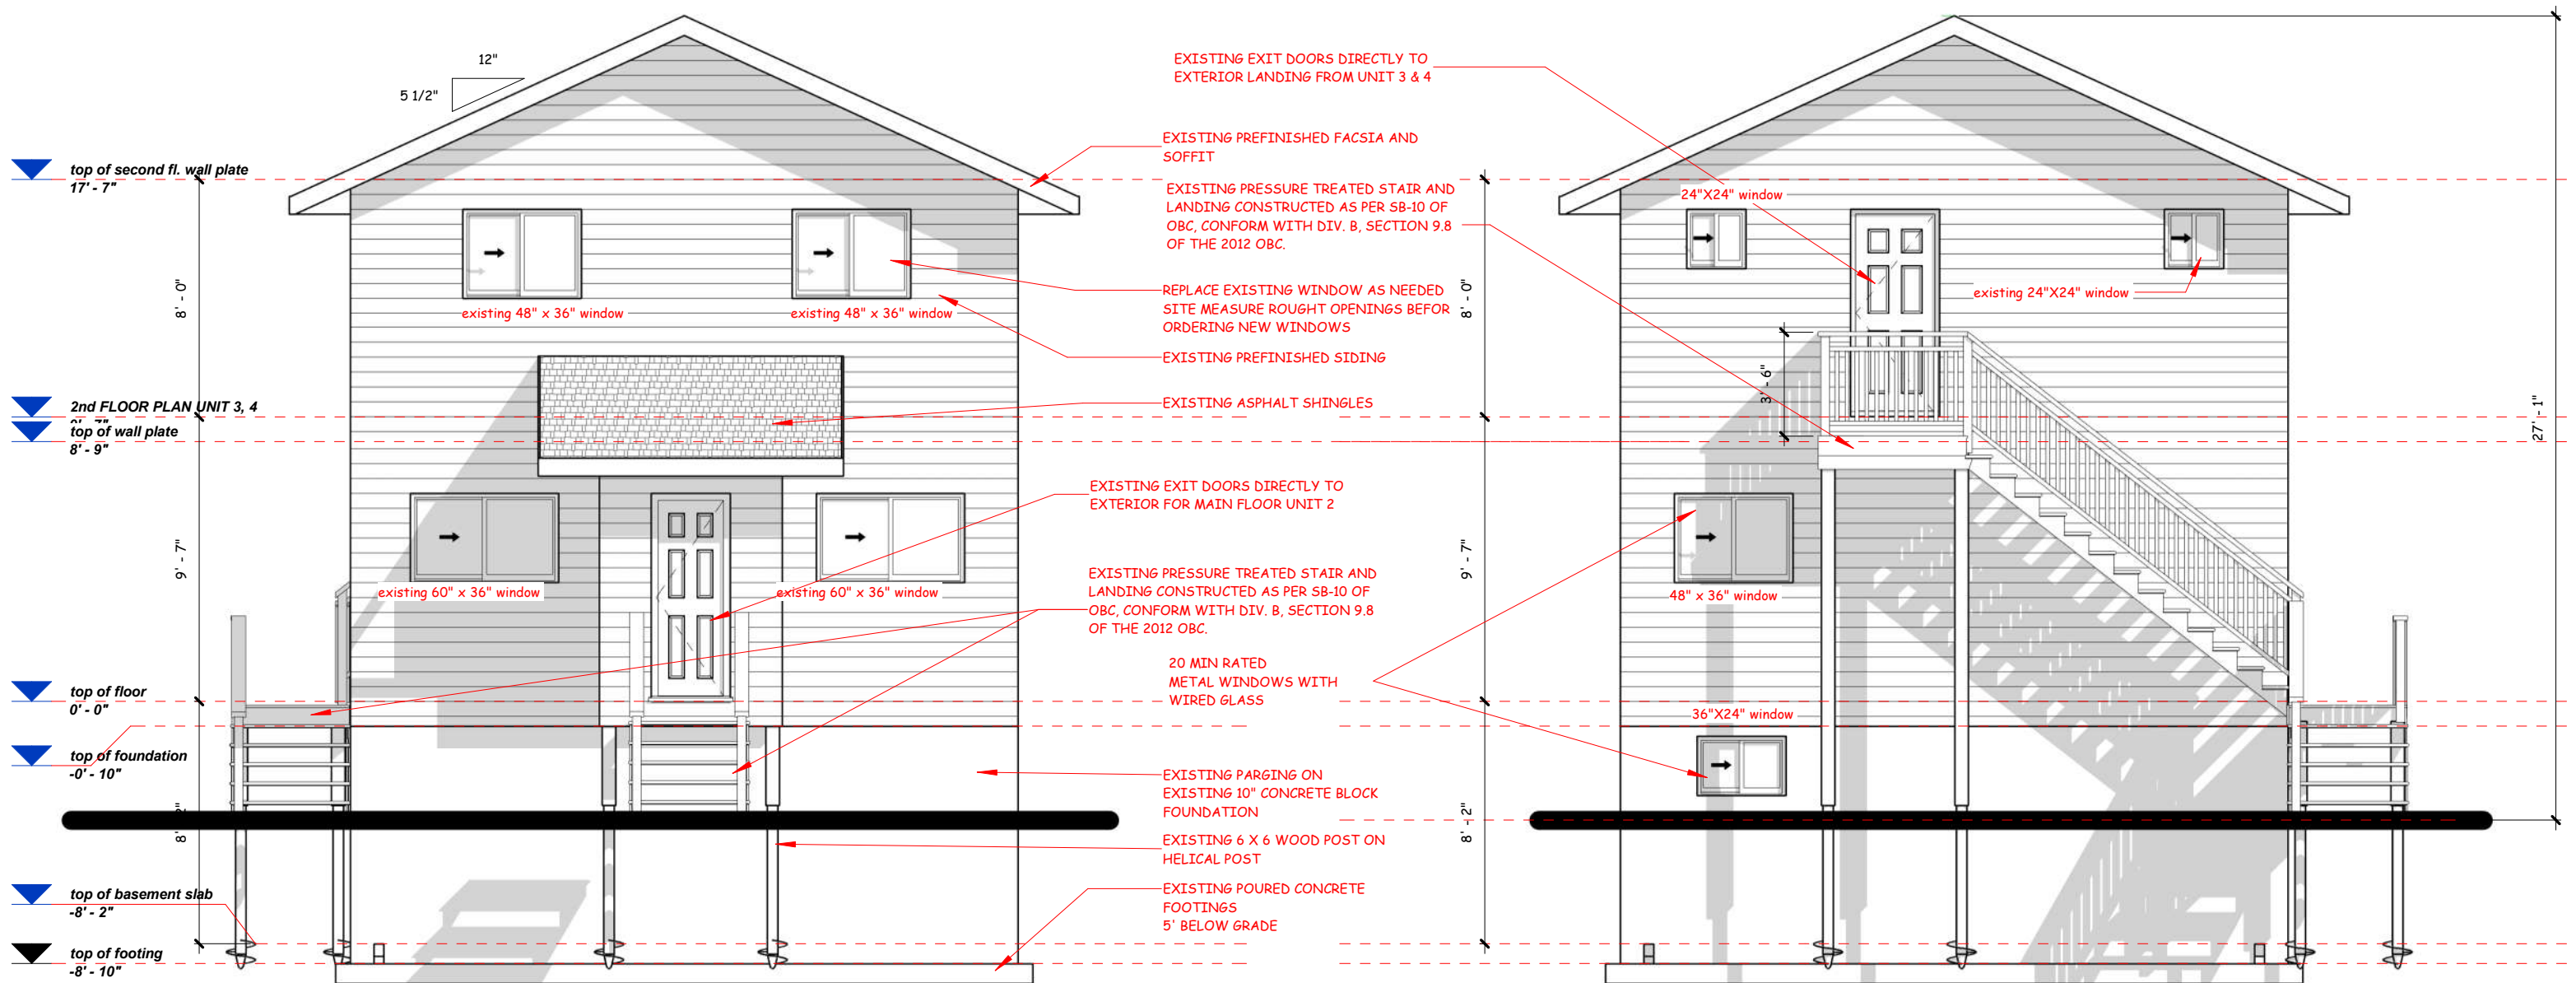 12"
5 1/2"
top of second fl. wall plate
17' - 7"
8' - 0"
existing 48" x 36" window
existing 48" x 36" window
2nd FLOOR PLAN UNIT 3, 4
9' - 7"
top of wall plate
8' - 9"
9' - 7"
existing 60" x 36" window
existing 60" x 36" window
top of floor
0' - 0"
top of foundation
-0' - 10"
8' - 2"
top of basement slab
-8' - 2"
top of footing
-8' - 10"
EXISTING EXIT DOORS DIRECTLY TO
EXTERIOR LANDING FROM UNIT 3 & 4
EXISTING PREFINISHED FACSIA AND
SOFFIT
EXISTING PRESSURE TREATED STAIR AND
LANDING CONSTRUCTED AS PER SB-10 OF
OBC, CONFORM WITH DIV. B, SECTION 9.8
OF THE 2012 OBC.
REPLACE EXISTING WINDOW AS NEEDED
SITE MEASURE ROUGHT OPENINGS BEFOR
ORDERING NEW WINDOWS
EXISTING PREFINISHED SIDING
EXISTING ASPHALT SHINGLES
EXISTING EXIT DOORS DIRECTLY TO
EXTERIOR FOR MAIN FLOOR UNIT 2
EXISTING PRESSURE TREATED STAIR AND
LANDING CONSTRUCTED AS PER SB-10 OF
OBC, CONFORM WITH DIV. B, SECTION 9.8
OF THE 2012 OBC.
20 MIN RATED
METAL WINDOWS WITH
WIRED GLASS
EXISTING PARGING ON
EXISTING 10" CONCRETE BLOCK
FOUNDATION
EXISTING 6 X 6 WOOD POST ON
HELICAL POST
EXISTING POURED CONCRETE
FOOTINGS
5' BELOW GRADE
8' - 0"
9' - 7"
8' - 2"
24"X24" window
existing 24"X24" window
3' - 6"
48" x 36" window
36"X24" window
27' - 1"